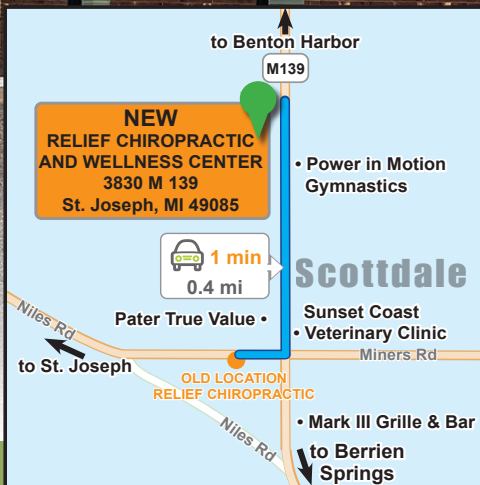 to Benton Harbor
M139
NEW
RELIEF CHIROPRACTIC
AND WELLNESS CENTER
3830 M 139
St. Joseph, MI 49085
• Power in Motion
Gymnastics
1 min
0.4 mi
Scottdale
Niles Rd
Pater True Value •
Sunset Coast
• Veterinary Clinic
Miners Rd
to St. Joseph
OLD LOCATION
RELIEF CHIROPRACTIC
Niles Rd
• Mark III Grille & Bar
to Berrien
Springs